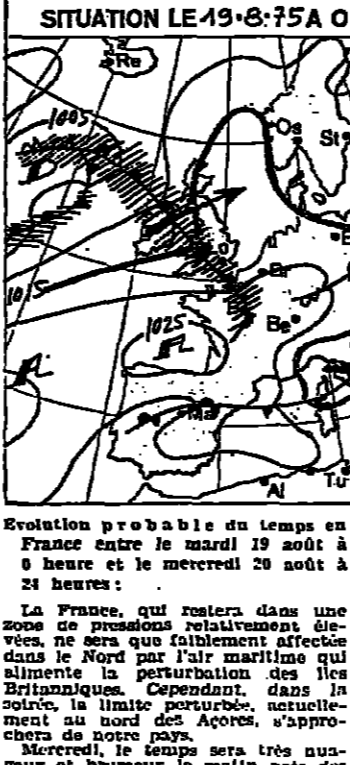 SITUATION LE 19·8·75 A 0
Re
1005
Os
St
1015
Br
Be
1025
Ma
Al
Tu
Evolution probable du temps en
France entre le mardi 19 août à
0 heure et le mercredi 20 août à
24 heures :
La France, qui restera dans une
zone de pressions relativement éle-
vées, ne sera que faiblement affectée
dans le Nord par l'air maritime qui
alimente la perturbation des Iles
Britanniques. Cependant, dans la
soirée, la limite perturbée, actuelle-
ment au nord des Açores, s'appro-
chera de notre pays.
Mercredi, le temps sera très nua-